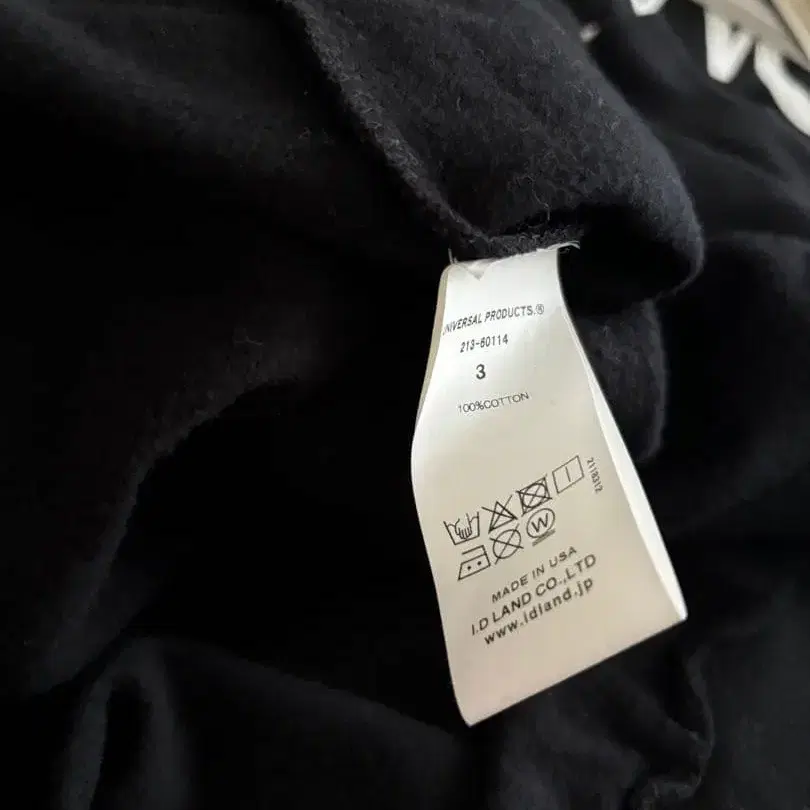 UNIVERSAL PRODUCTS.®
213-60114
3
100%COTTON
W
MADE IN USA
I.D LAND CO.,LTD
www.idland.jp